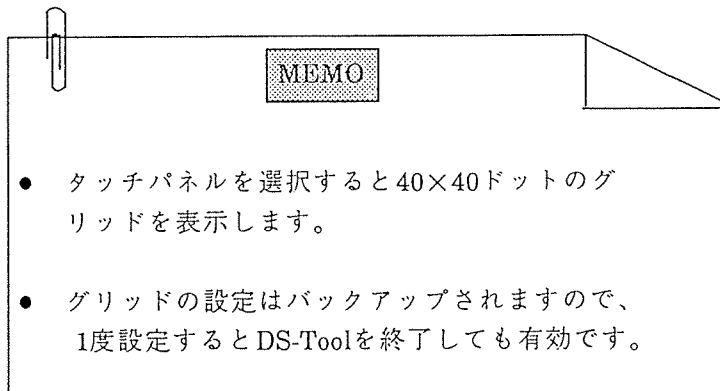 MEMO
● タッチパネルを選択すると40×40ドットのグ
リッドを表示します。
● グリッドの設定はバックアップされますので、
1度設定するとDS-Toolを終了しても有効です。